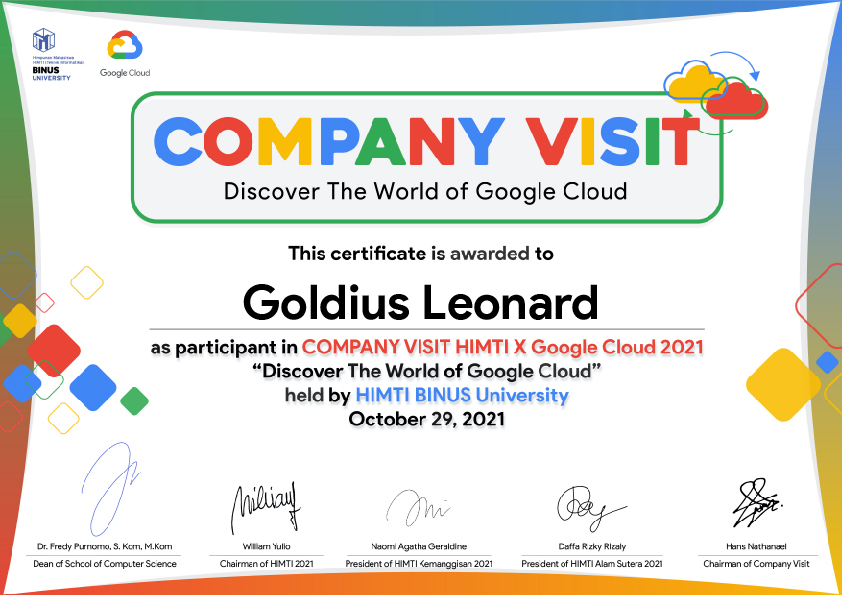 Himpunan Mahasiswa
HIMTI (Teknik Informatika)
BINUS
UNIVERSITY
Google Cloud
COMPANY VISIT
Discover The World of Google Cloud
This certificate is awarded to
Goldius Leonard
as participant in COMPANY VISIT HIMTI X Google Cloud 2021
“Discover The World of Google Cloud”
held by HIMTI BINUS University
October 29, 2021
Dr. Fredy Purnomo, S. Kom, M.Kom
Dean of School of Computer Science
William Yulio
Chairman of HIMTI 2021
Naomi Agatha Geraldine
President of HIMTI Kemanggisan 2021
Daffa Rizky Rizaly
President of HIMTI Alam Sutera 2021
Hans Nathanael
Chairman of Company Visit